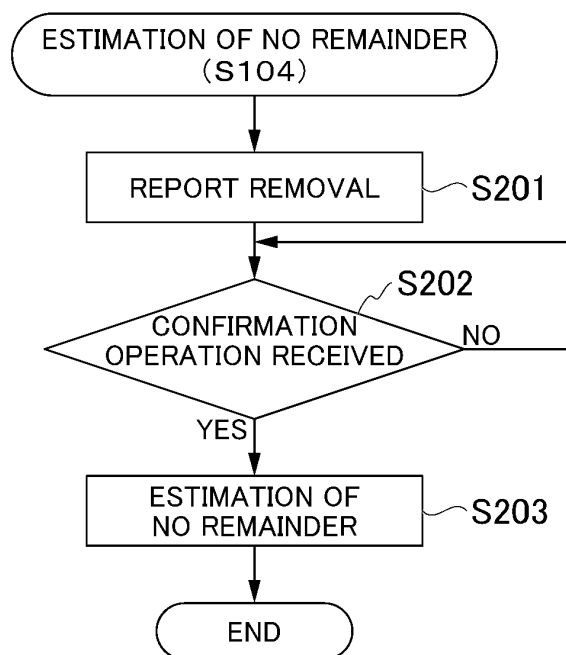 ESTIMATION OF NO REMAINDER
(S104)
REPORT REMOVAL
S201
S202
CONFIRMATION
OPERATION RECEIVED
NO
YES
ESTIMATION OF
NO REMAINDER
S203
END